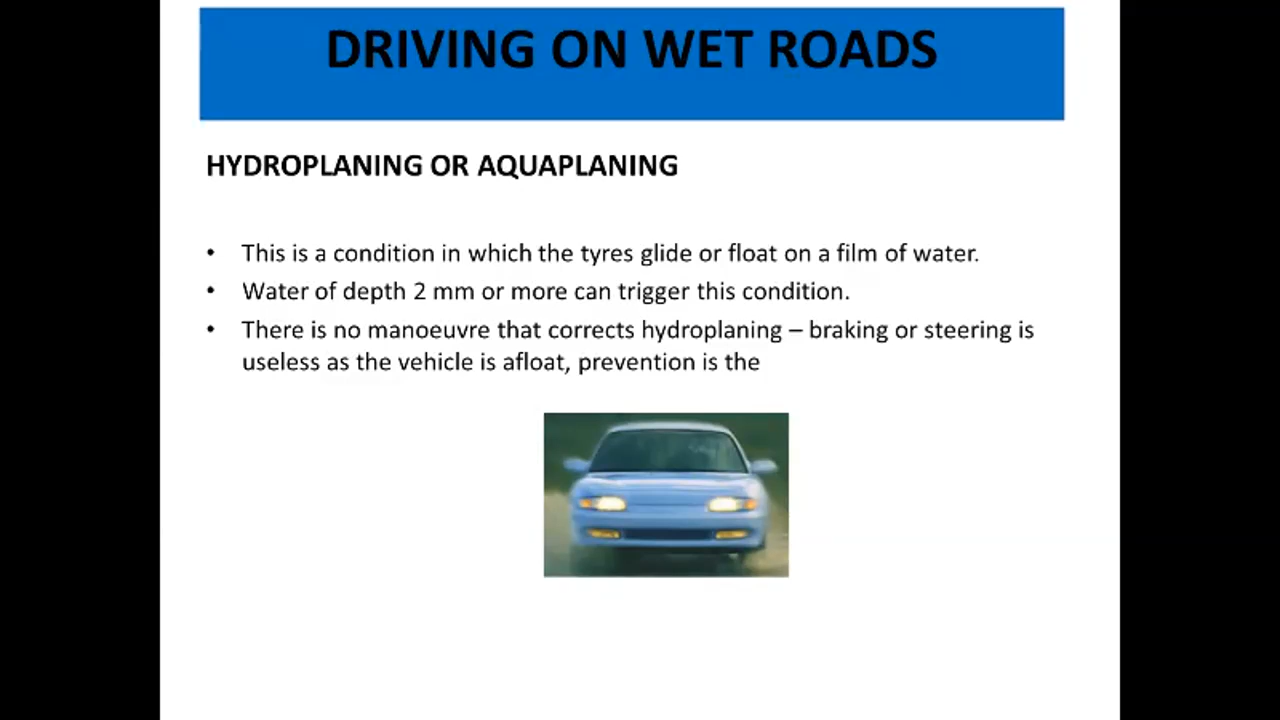 DRIVING ON WET ROADS
HYDROPLANING OR AQUAPLANING
• This is a condition in which the tyres glide or float on a film of water.
• Water of depth 2 mm or more can trigger this condition.
• There is no manoeuvre that corrects hydroplaning – braking or steering is
useless as the vehicle is afloat, prevention is the